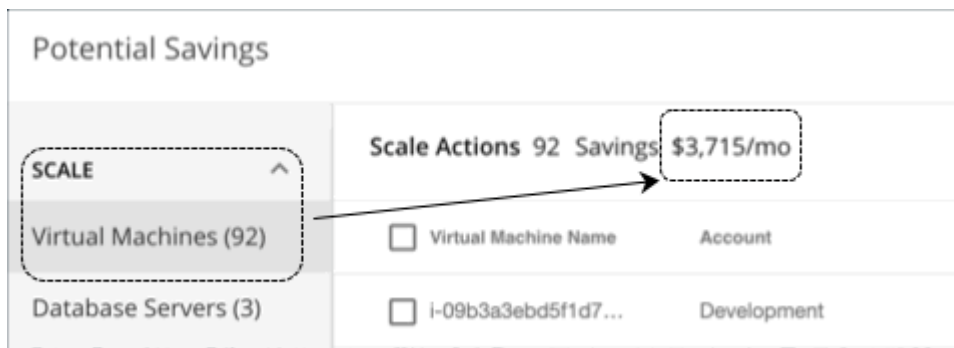 Potential Savings
SCALE
Virtual Machines (92)
Database Servers (3)
Scale Actions 92 Savings $3,715/mo
Virtual Machine Name Account
i-09b3a3ebd5f1d7... Development